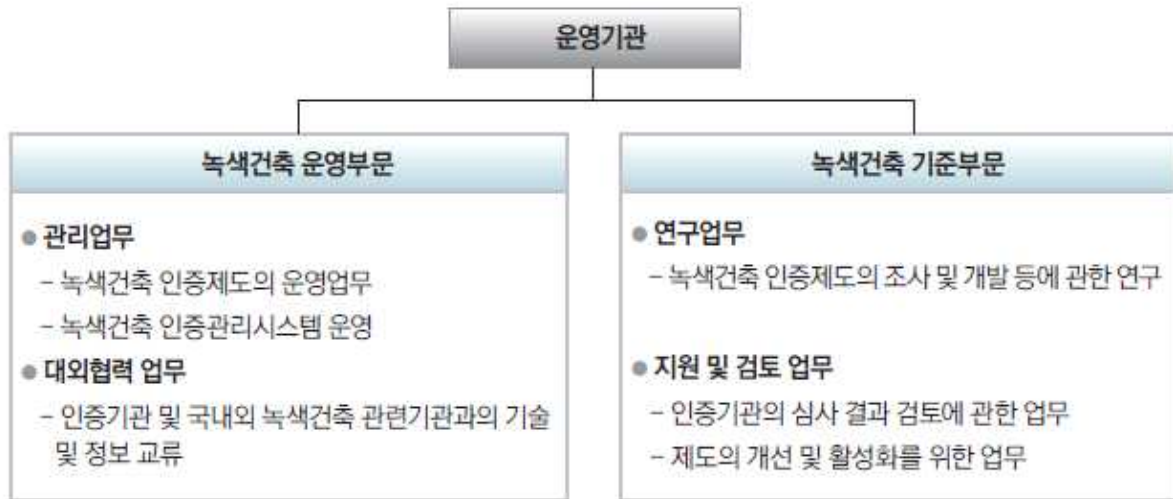 운영기관
녹색건축 운영부문
● 관리업무
– 녹색건축 인증제도의 운영업무
– 녹색건축 인증관리시스템 운영
● 대외협력 업무
– 인증기관 및 국내외 녹색건축 관련기관과의 기술
및 정보 교류
녹색건축 기준부문
● 연구업무
– 녹색건축 인증제도의 조사 및 개발 등에 관한 연구
● 지원 및 검토 업무
– 인증기관의 심사 결과 검토에 관한 업무
– 제도의 개선 및 활성화를 위한 업무